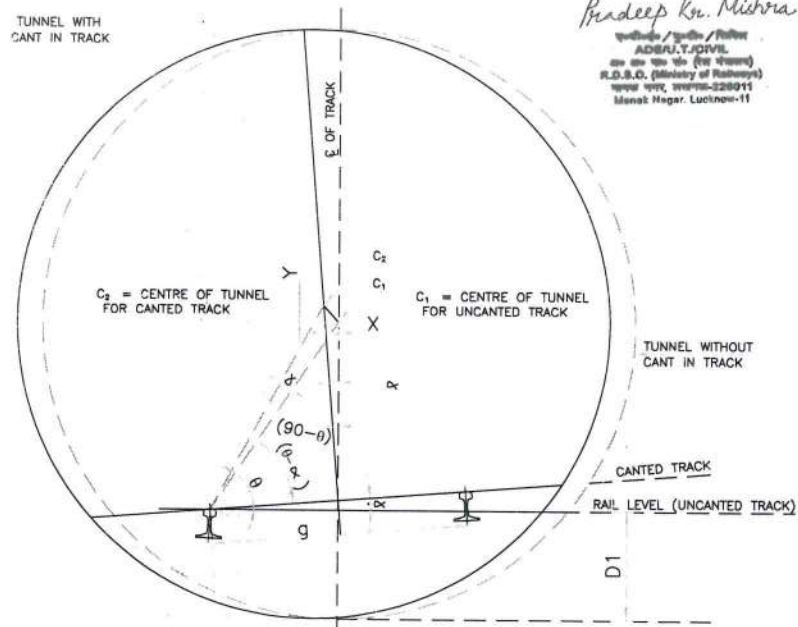 TUNNEL WITH
CANT IN TRACK
Pradeep Kr. Mishra
ADE/U.T./CIVIL
R.D.S.O. (Ministry of Railways)
Manak Nagar, Lucknow-11
℄ OF TRACK
Y
C₂
C₁
C₂ = CENTRE OF TUNNEL
FOR CANTED TRACK
C₁ = CENTRE OF TUNNEL
FOR UNCANTED TRACK
X
TUNNEL WITHOUT
CANT IN TRACK
α
α
(90-θ)
(θ-α)
θ
CANTED TRACK
α
RAIL LEVEL (UNCANTED TRACK)
g
D1